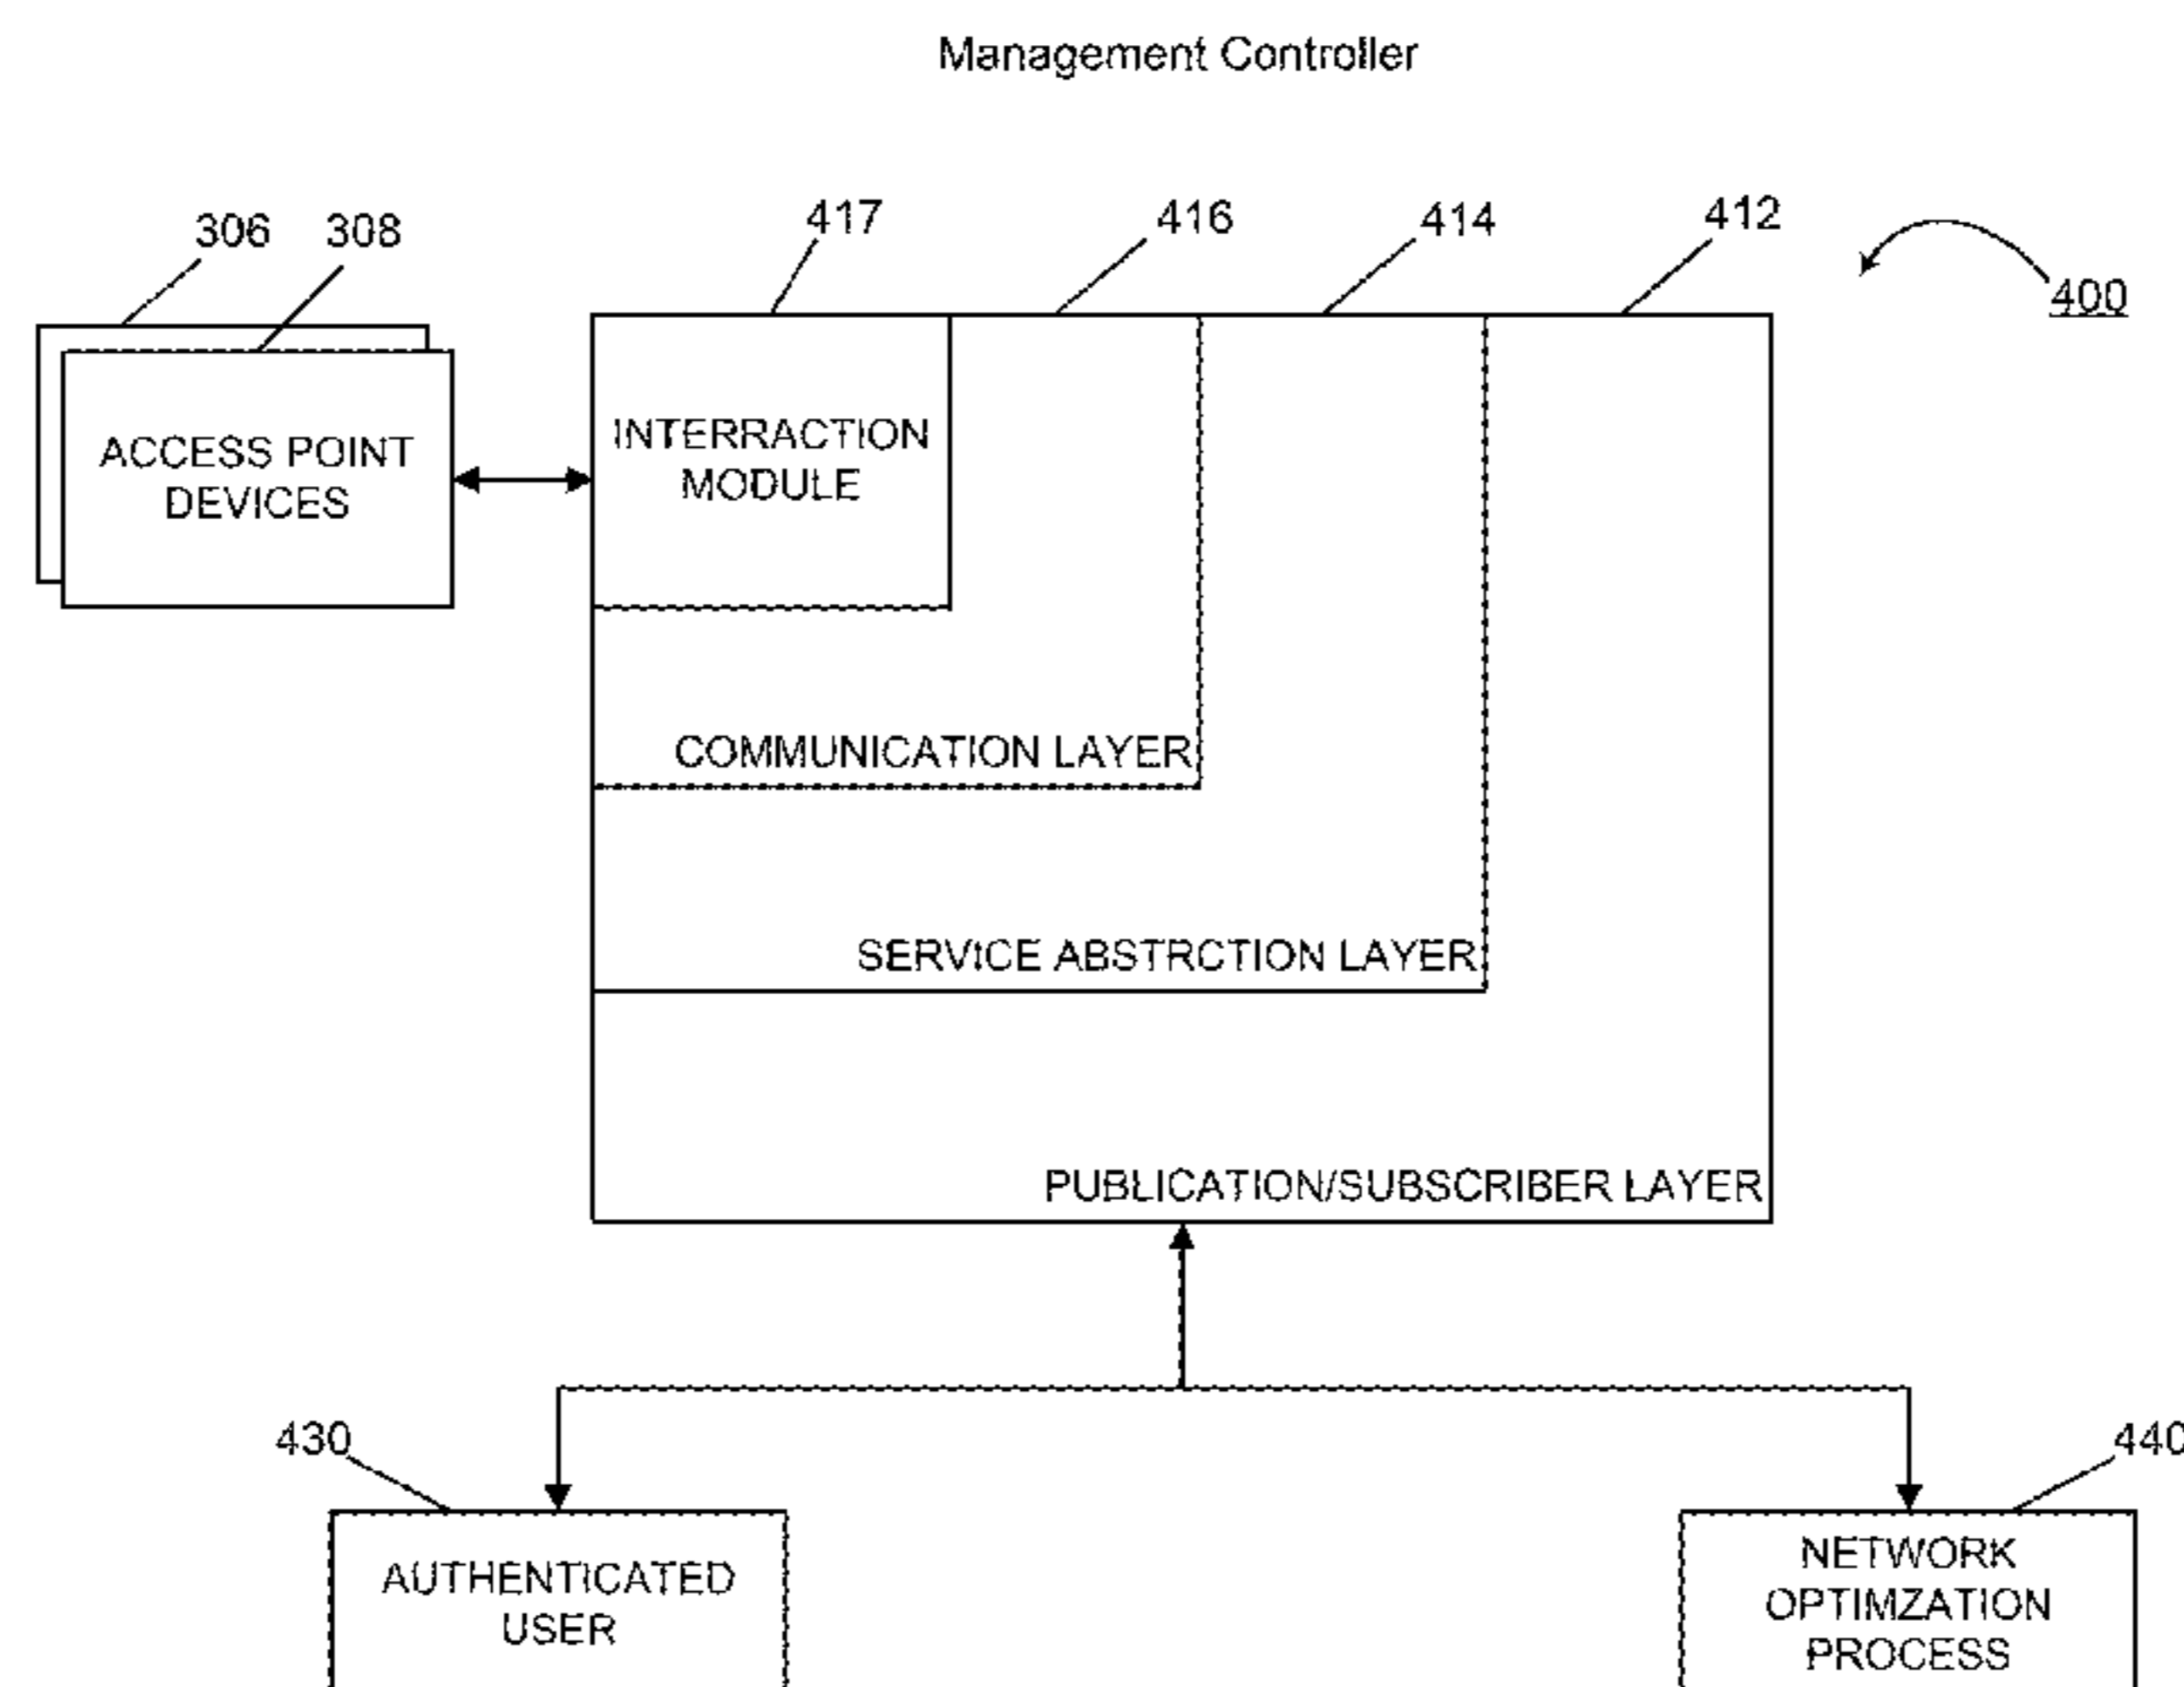 Management Controller
306
308
417
416
414
412
400
ACCESS POINT
DEVICES
INTERRACTION
MODULE
COMMUNICATION LAYER
SERVICE ABSTRCTION LAYER
PUBLICATION/SUBSCRIBER LAYER
430
440
AUTHENTICATED
USER
NETWORK
OPTIMZATION
PROCESS